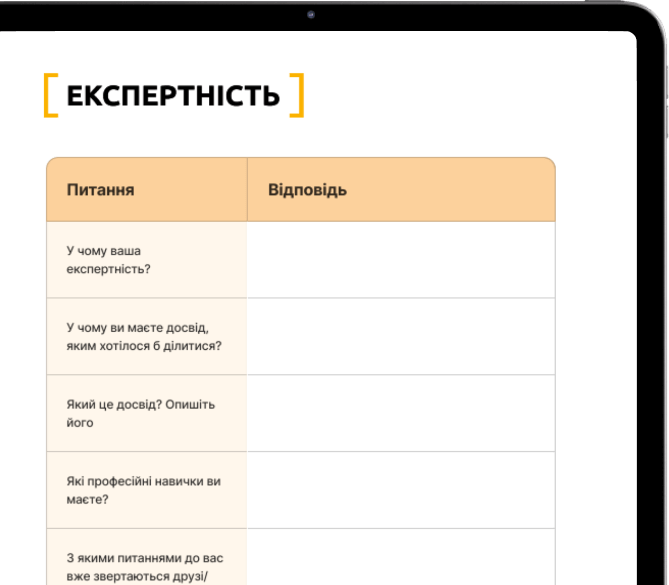 [ ЕКСПЕРТНІСТЬ ]
Питання
Відповідь
У чому ваша
експертність?
У чому ви маєте досвід,
яким хотілося б ділитися?
Який це досвід? Опишіть
його
Які професійні навички ви
маєте?
З якими питаннями до вас
вже звертаються друзі/